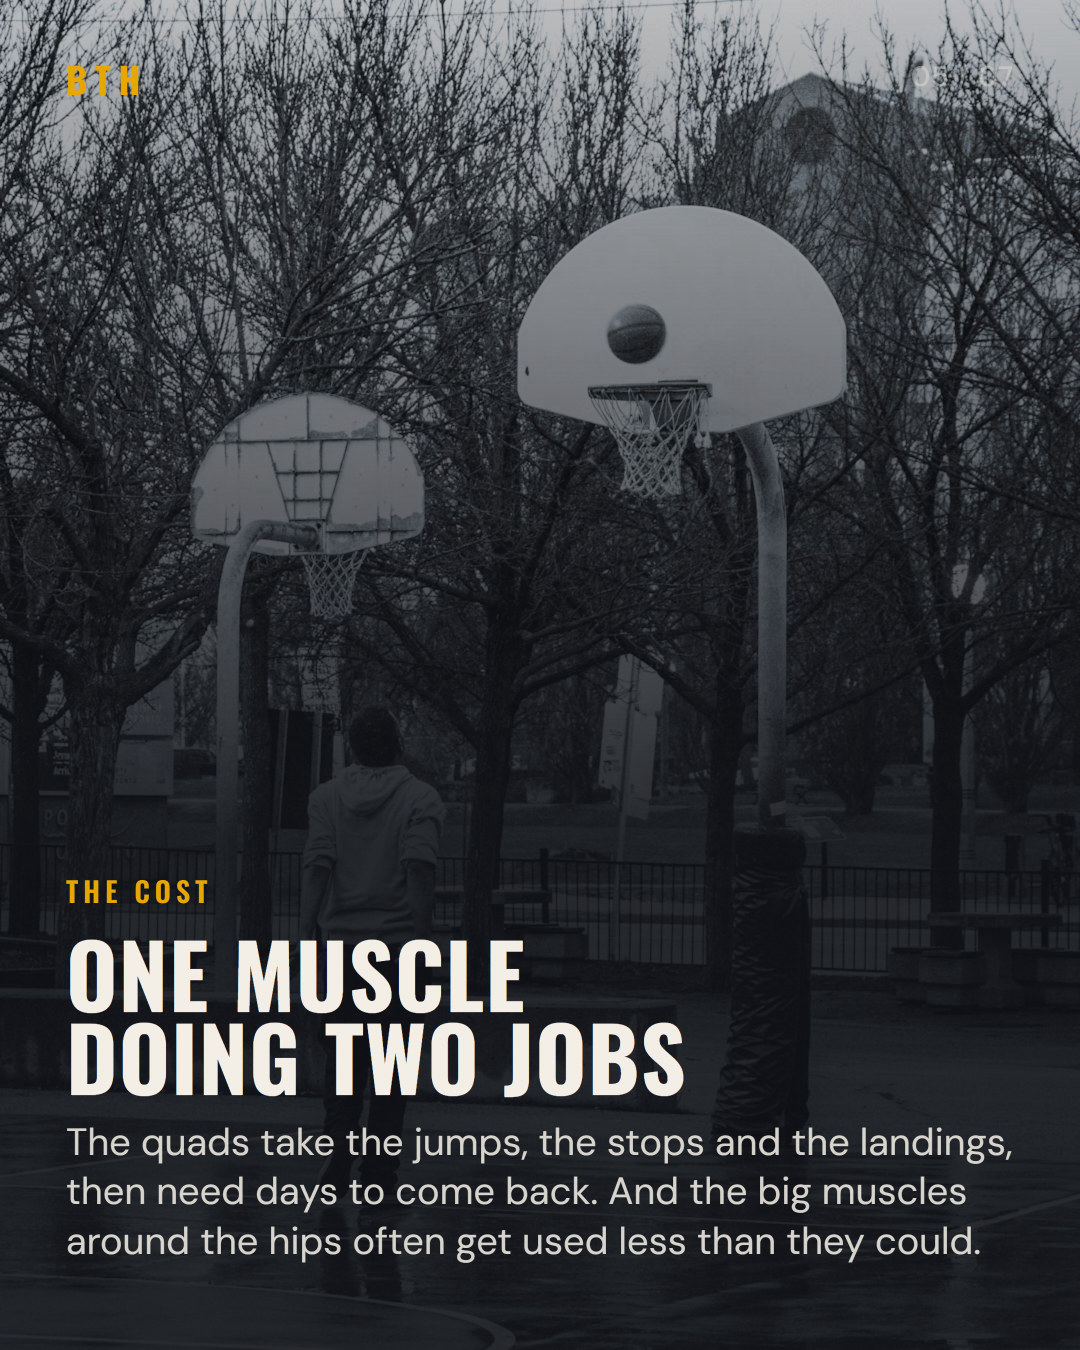 BTH
THE COST
ONE MUSCLE
DOING TWO JOBS
The quads take the jumps, the stops and the landings,
then need days to come back. And the big muscles
around the hips often get used less than they could.